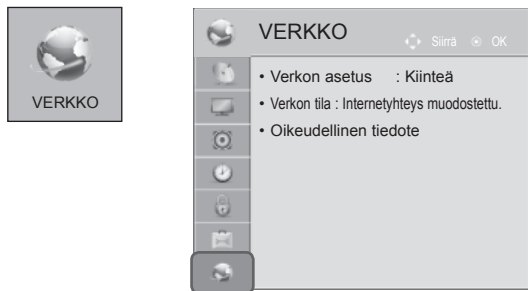 VERKKO
VERKKO
Siirrä OK
• Verkon asetus : Kiinteä
• Verkon tila : Internetyhteys muodostettu.
• Oikeudellinen tiedote